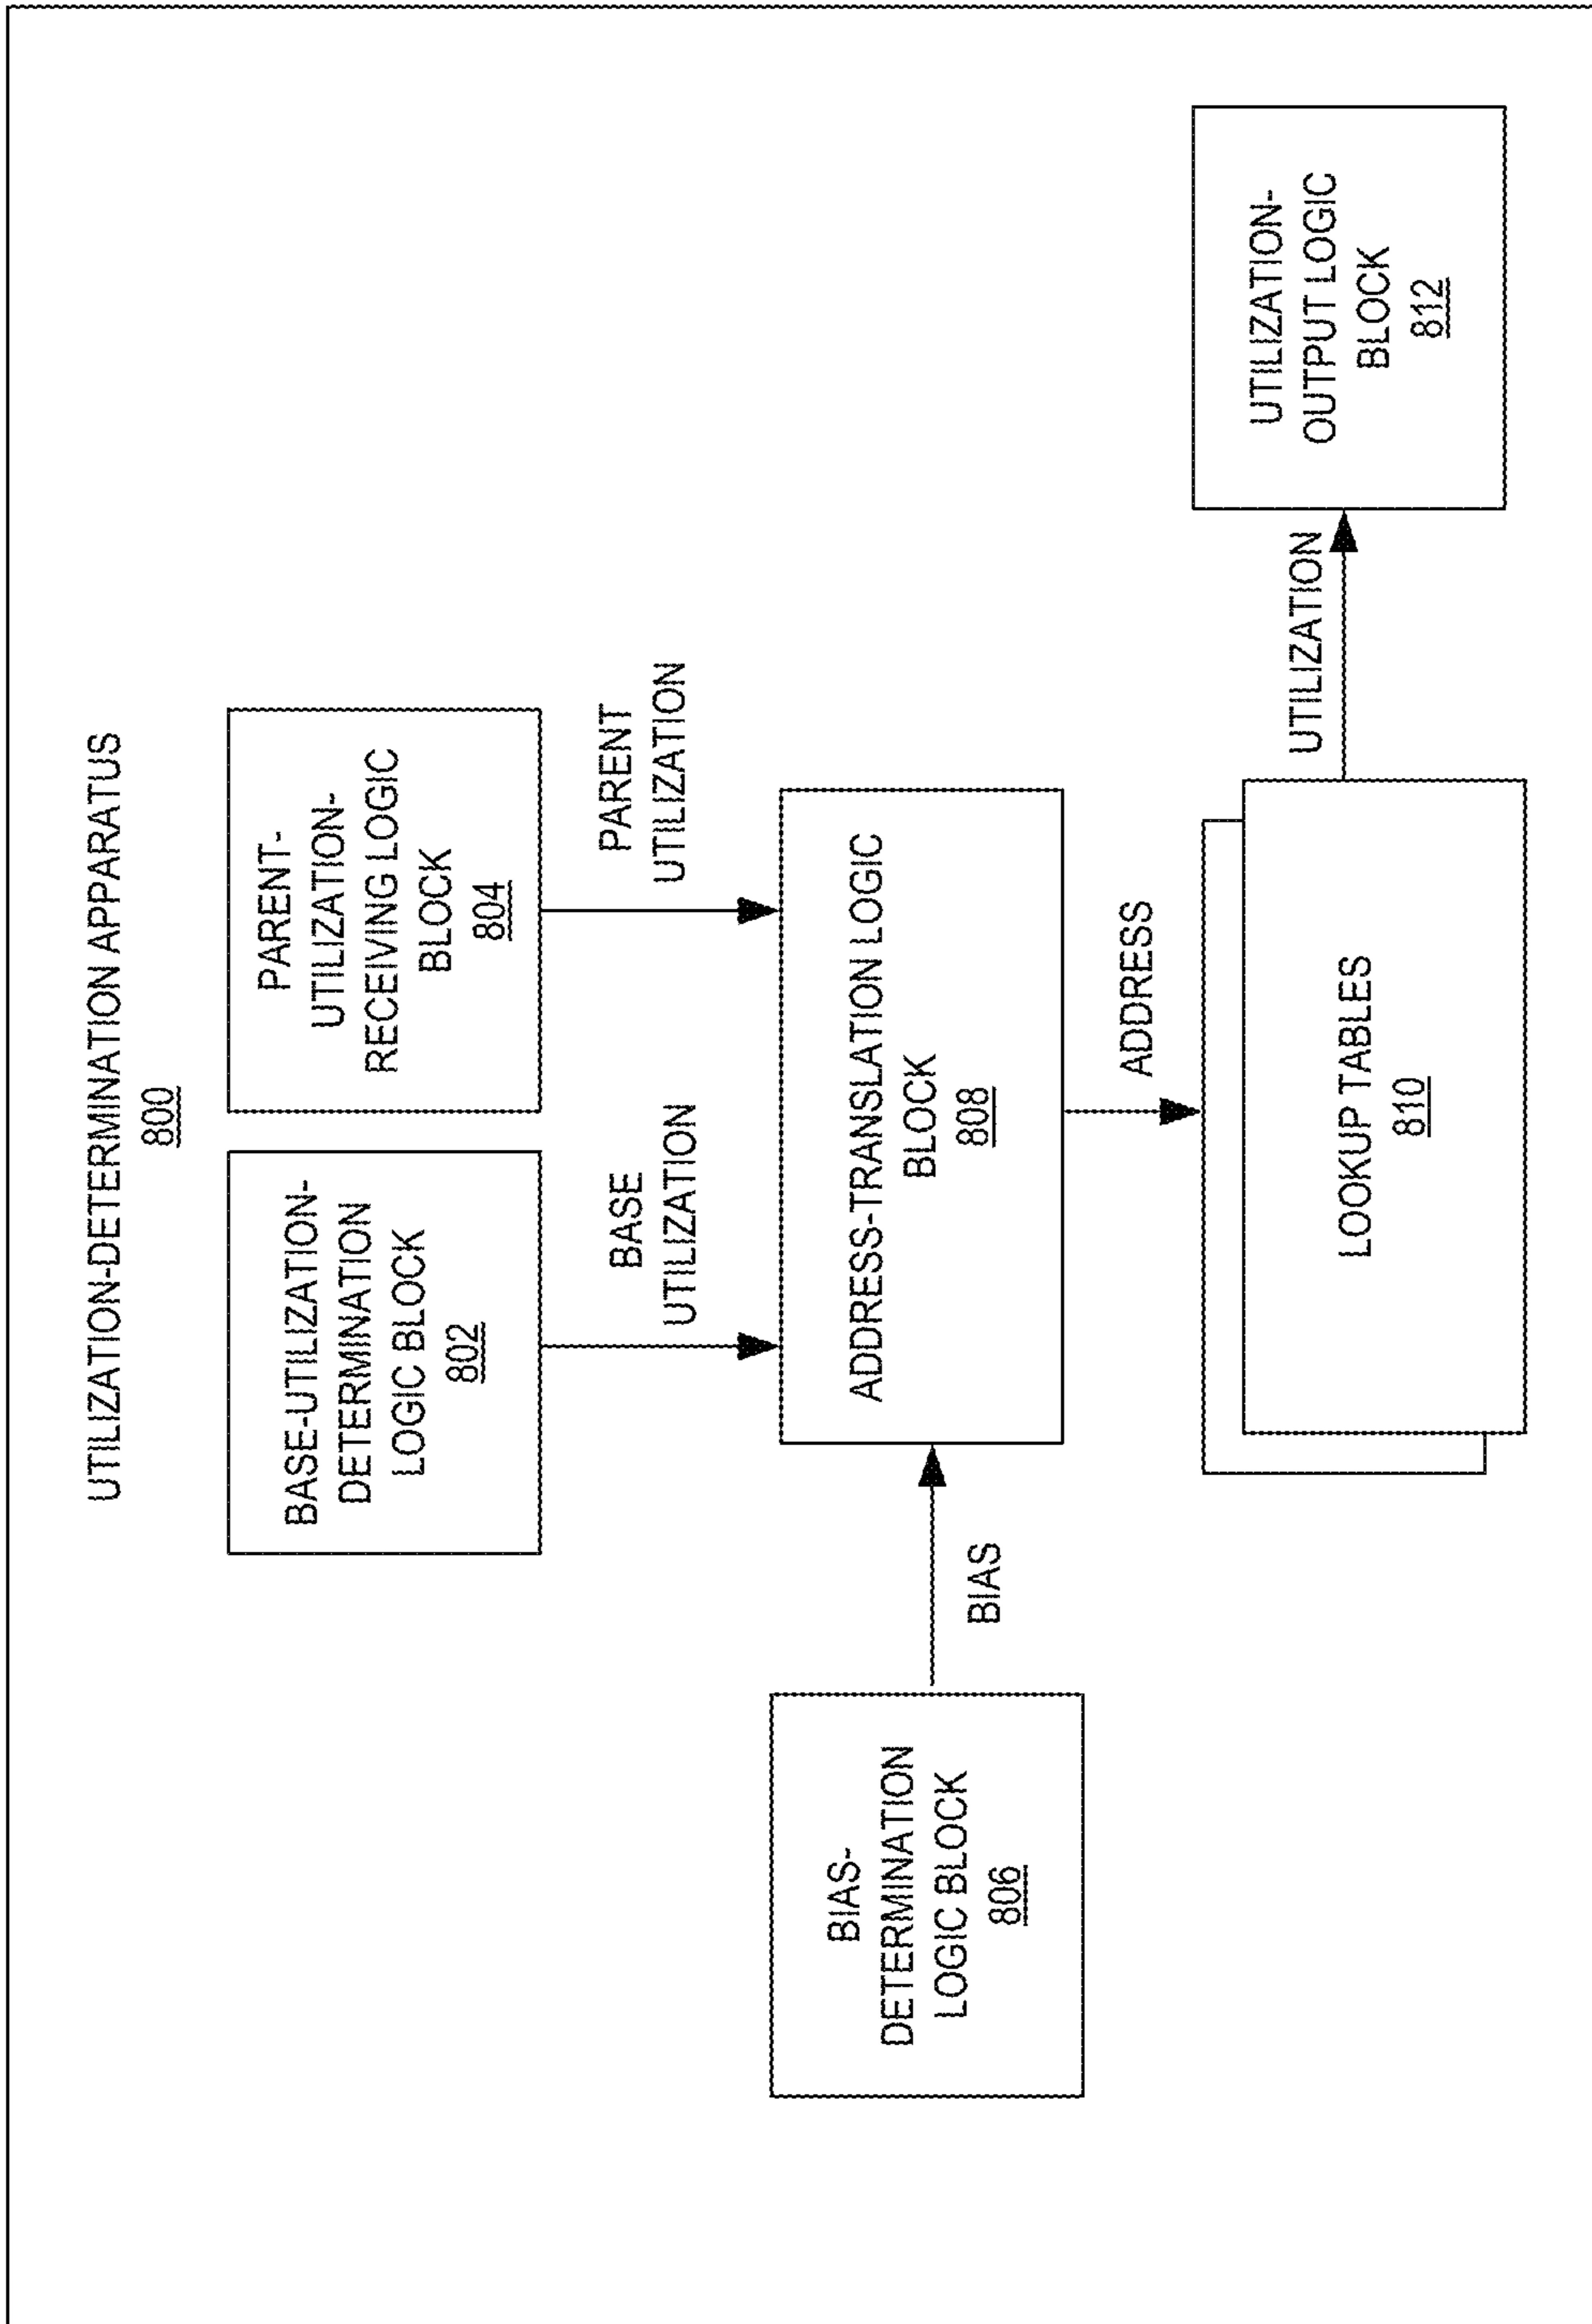 UTILIZATION-DETERMINATION APPARATUS
800
BASE-UTILIZATION-
DETERMINATION
LOGIC BLOCK
802
PARENT-
UTILIZATION-
RECEIVING LOGIC
BLOCK
804
BASE
UTILIZATION
PARENT
UTILIZATION
BIAS-
DETERMINATION
LOGIC BLOCK
806
BIAS
ADDRESS-TRANSLATION LOGIC
BLOCK
808
ADDRESS
LOOKUP TABLES
810
UTILIZATION
UTILIZATION-
OUTPUT LOGIC
BLOCK
812